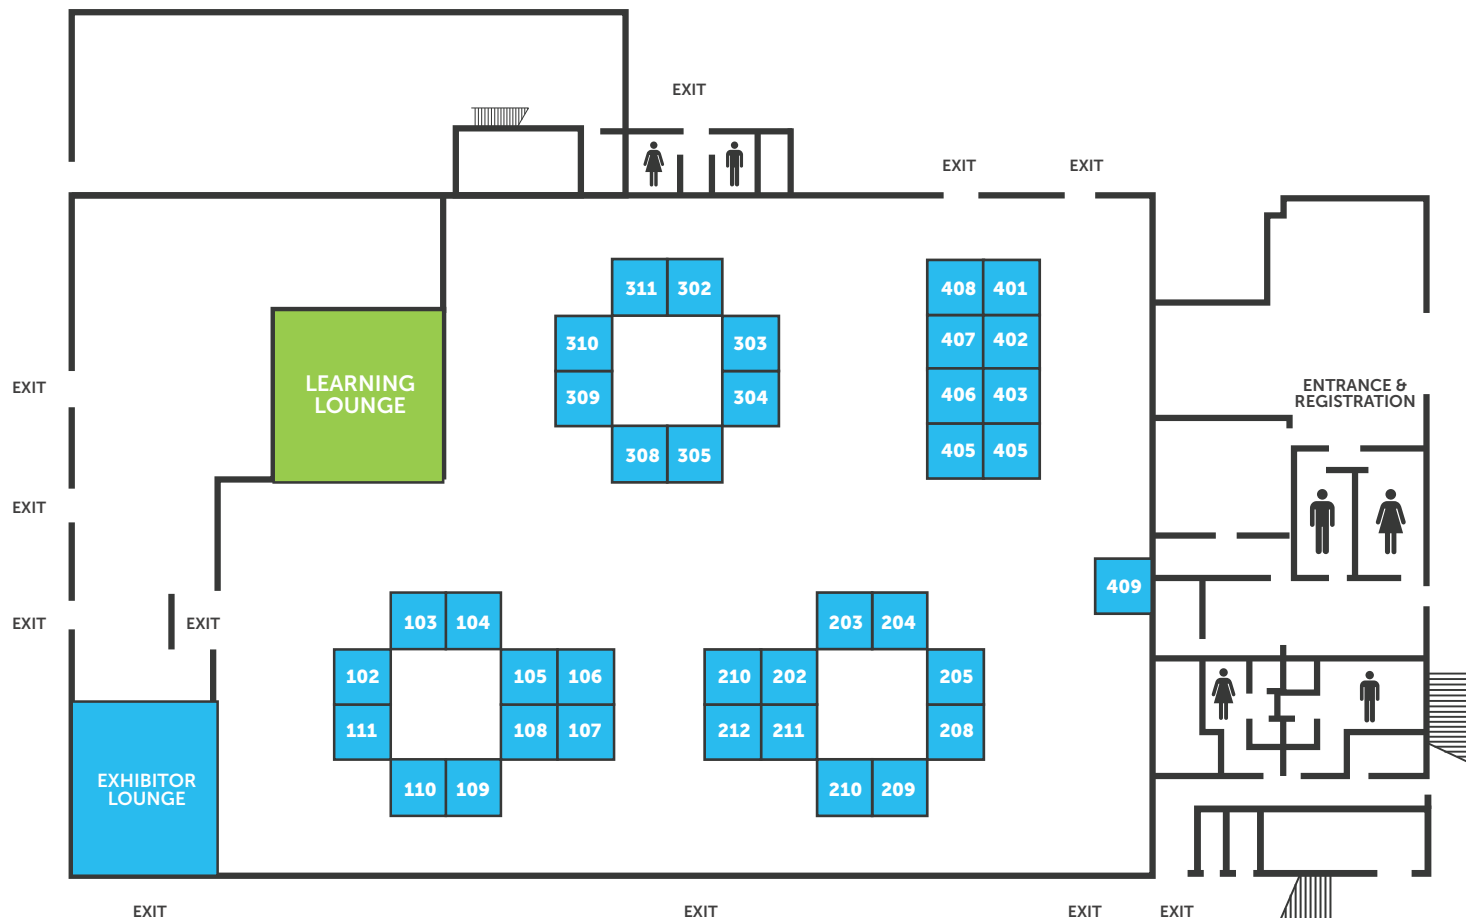 EXIT
EXIT
EXIT
311 302
408 401
310
303
407 402
EXIT
LEARNING
LOUNGE
309
304
406 403
ENTRANCE &
REGISTRATION
308 305
405 405
EXIT
409
EXIT
EXIT
103 104
203 204
102
105 106
210 202
205
111
108 107
212 211
208
EXHIBITOR
LOUNGE
110 109
210 209
EXIT
EXIT
EXIT
EXIT